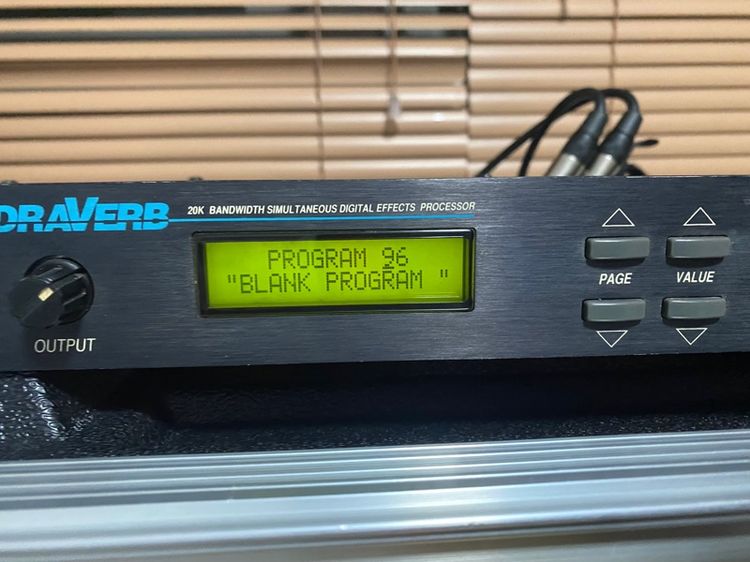 DRAVERB
20K BANDWIDTH SIMULTANEOUS DIGITAL EFFECTS PROCESSOR
PROGRAM 96
"BLANK PROGRAM "
OUTPUT
PAGE
VALUE